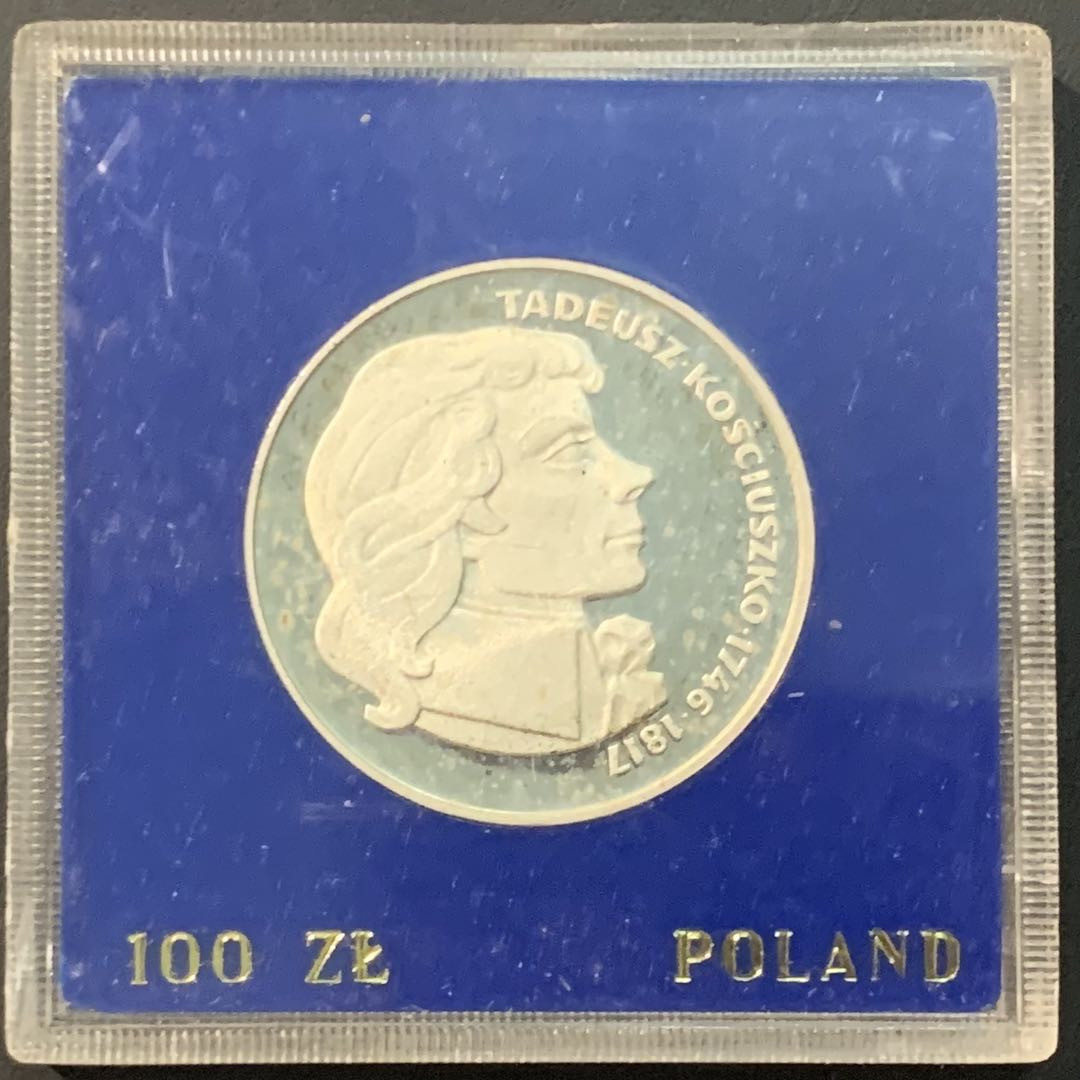 TADEUSZ·KOŚCIUSZKO·1746·1817
100 ZŁ POLAND